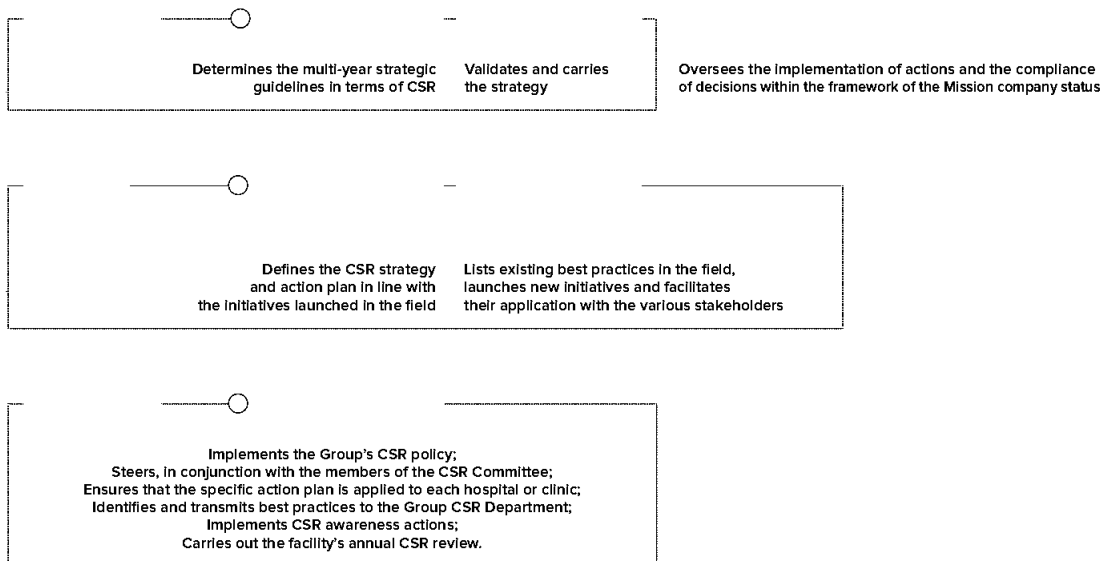 Determines the multi-year strategic
guidelines in terms of CSR
Validates and carries
the strategy
Oversees the implementation of actions and the compliance
of decisions within the framework of the Mission company status
Defines the CSR strategy
and action plan in line with
the initiatives launched in the field
Lists existing best practices in the field,
launches new initiatives and facilitates
their application with the various stakeholders
Implements the Group's CSR policy;
Steers, in conjunction with the members of the CSR Committee;
Ensures that the specific action plan is applied to each hospital or clinic;
Identifies and transmits best practices to the Group CSR Department;
Implements CSR awareness actions;
Carries out the facility's annual CSR review.